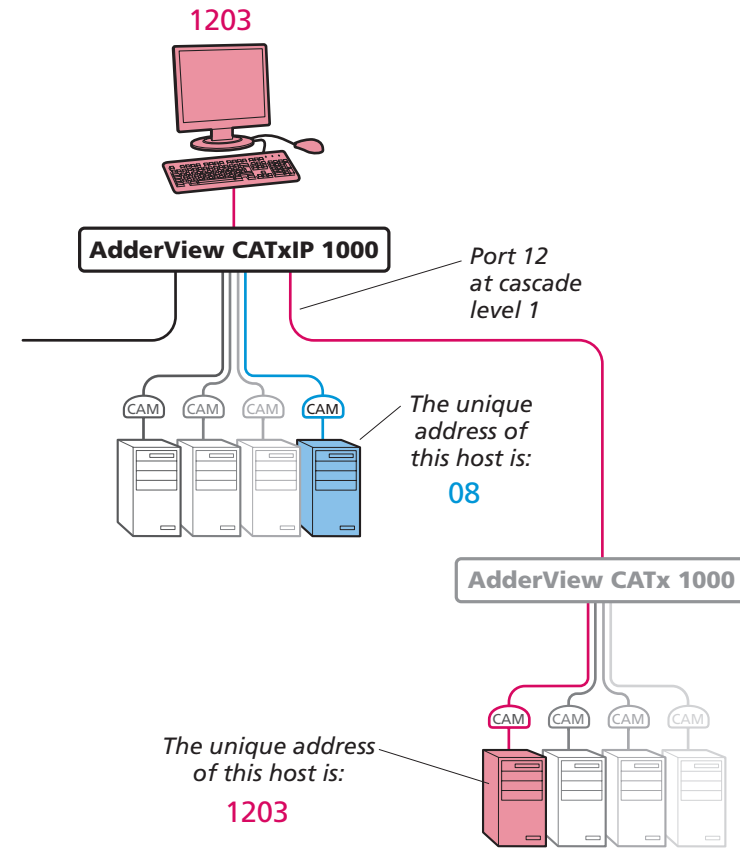 1203
AdderView CATxIP 1000
Port 12
at cascade
level 1
CAM CAM CAM CAM
The unique
address of
this host is:
08
AdderView CATx 1000
CAM CAM CAM CAM
The unique address
of this host is:
1203